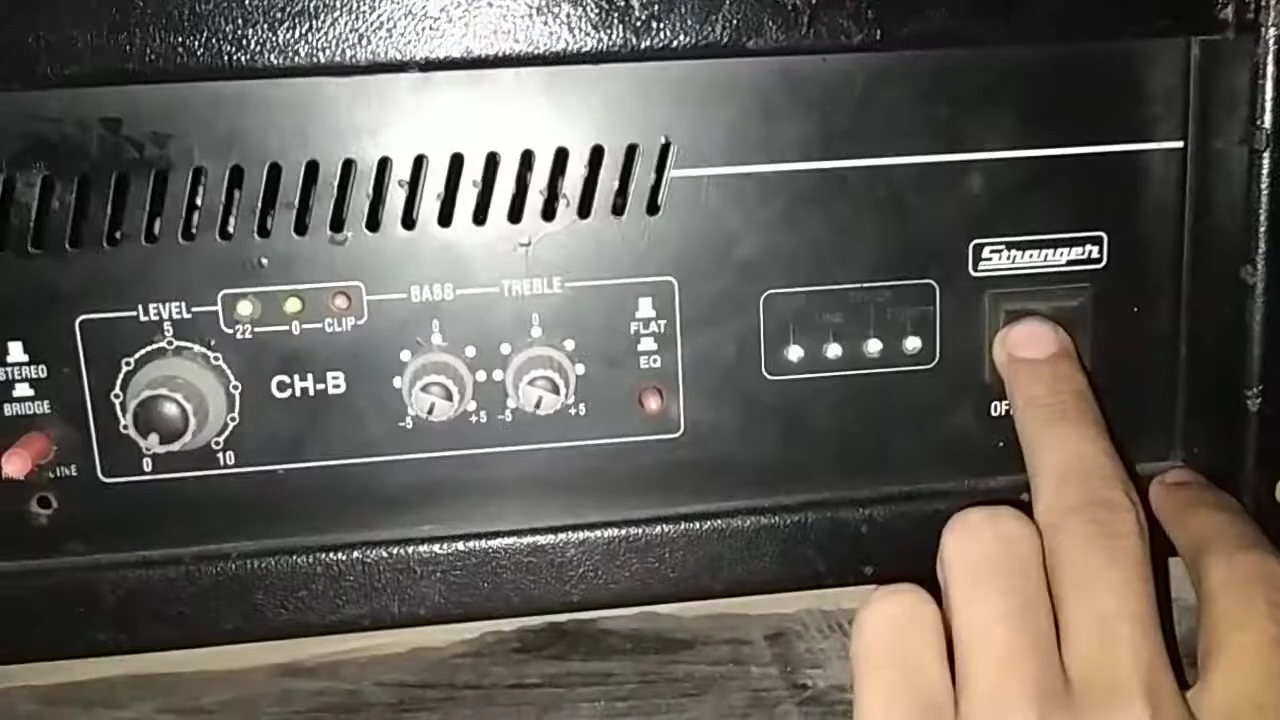 Stranger
LEVEL
BASS
TREBLE
5
22
0
CLIP
0
0
FLAT
EQ
STEREO
BRIDGE
CH-B
-5
+5
-5
+5
0
10